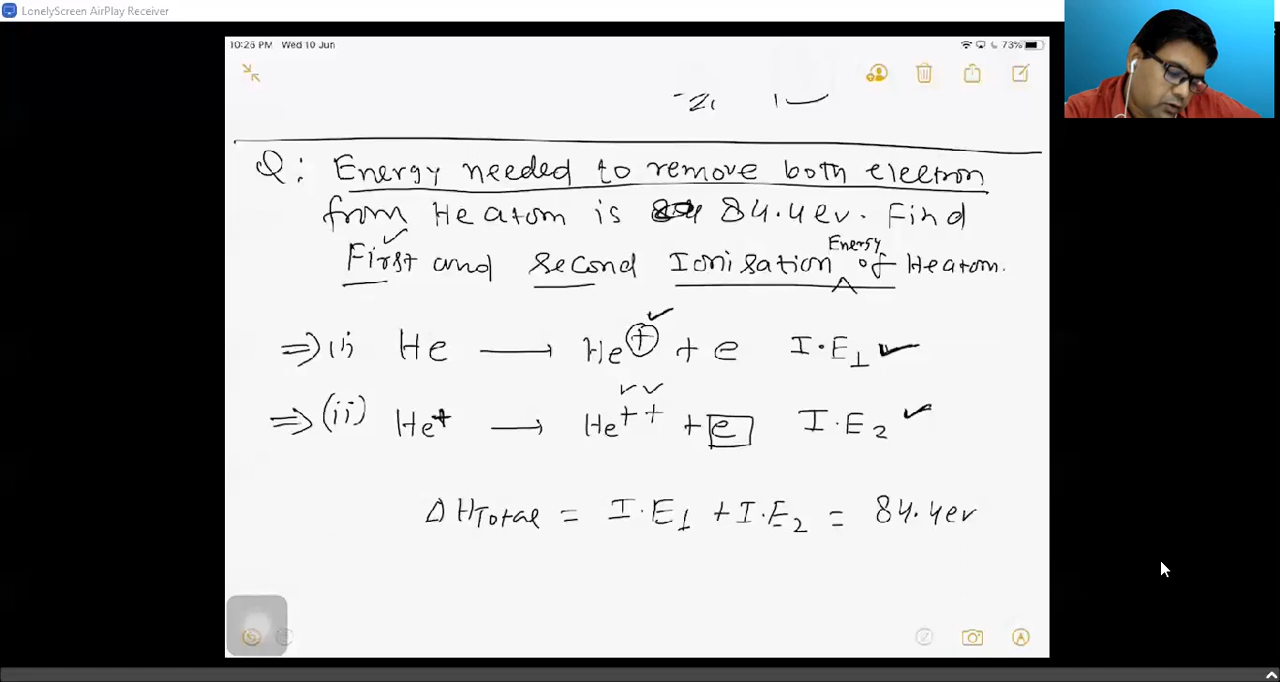 LonelyScreen AirPlay Receiver
10:26 PM Wed 10 Jun
73%
Q: Energy needed to remove both electron
from He atom is 84.4ev. Find
First and second Ionisation Energy of He atom.
⇒(i) He ⟶ He⁺ + e I.E₁
⇒(ii) He⁺ ⟶ He⁺⁺ + e I.E₂
ΔH_Total = I.E₁ + I.E₂ = 84.4ev